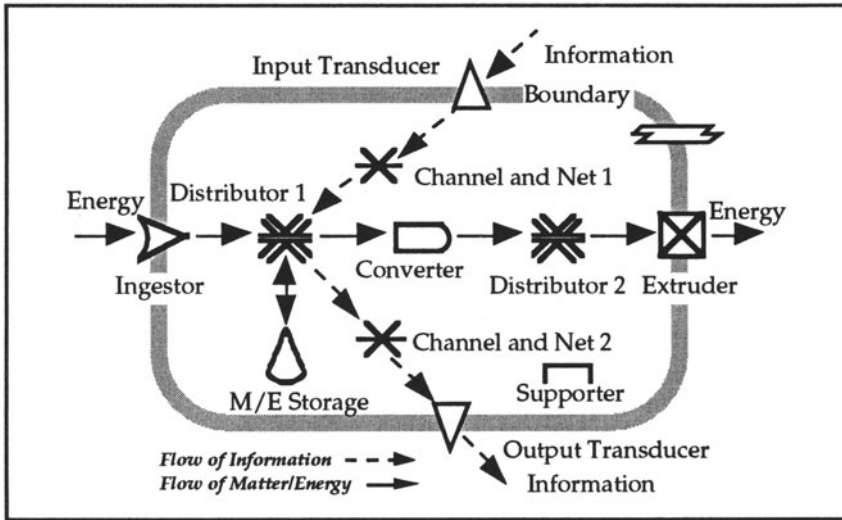 Information
Input Transducer
Boundary
Distributor 1
Channel and Net 1
Energy
Energy
Converter
Ingestor
Distributor 2
Extruder
Channel and Net 2
M/E Storage
Supporter
Output Transducer
Flow of Information
Information
Flow of Matter/Energy